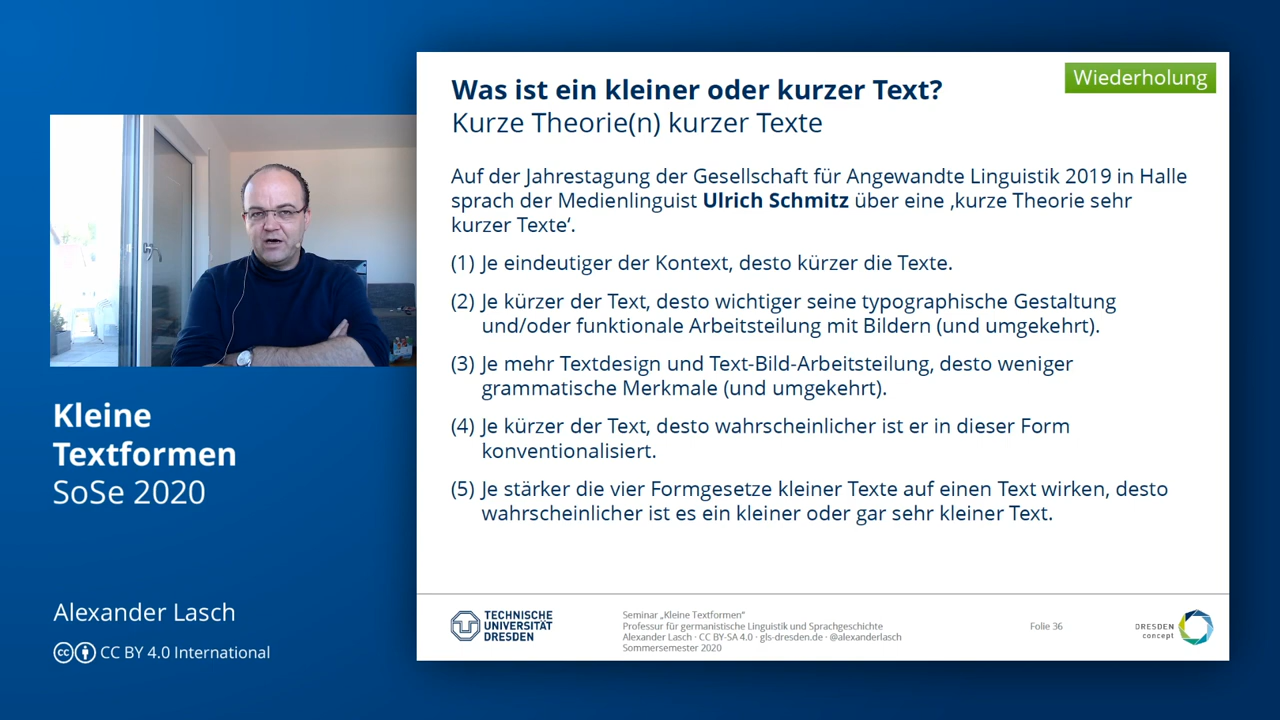 Kleine
Textformen
SoSe 2020
Alexander Lasch
CC BY 4.0 International
Wiederholung
Was ist ein kleiner oder kurzer Text?
Kurze Theorie(n) kurzer Texte
Auf der Jahrestagung der Gesellschaft für Angewandte Linguistik 2019 in Halle
sprach der Medienlinguist Ulrich Schmitz über eine ‚kurze Theorie sehr
kurzer Texte‘.
(1) Je eindeutiger der Kontext, desto kürzer die Texte.
(2) Je kürzer der Text, desto wichtiger seine typographische Gestaltung
und/oder funktionale Arbeitsteilung mit Bildern (und umgekehrt).
(3) Je mehr Textdesign und Text-Bild-Arbeitsteilung, desto weniger
grammatische Merkmale (und umgekehrt).
(4) Je kürzer der Text, desto wahrscheinlicher ist er in dieser Form
konventionalisiert.
(5) Je stärker die vier Formgesetze kleiner Texte auf einen Text wirken, desto
wahrscheinlicher ist es ein kleiner oder gar sehr kleiner Text.
TECHNISCHE
UNIVERSITÄT
DRESDEN
Seminar „Kleine Textformen“
Professur für germanistische Linguistik und Sprachgeschichte
Alexander Lasch · CC BY-SA 4.0 · gls-dresden.de · @alexanderlasch
Sommersemester 2020
Folie 36
DRESDEN
concept